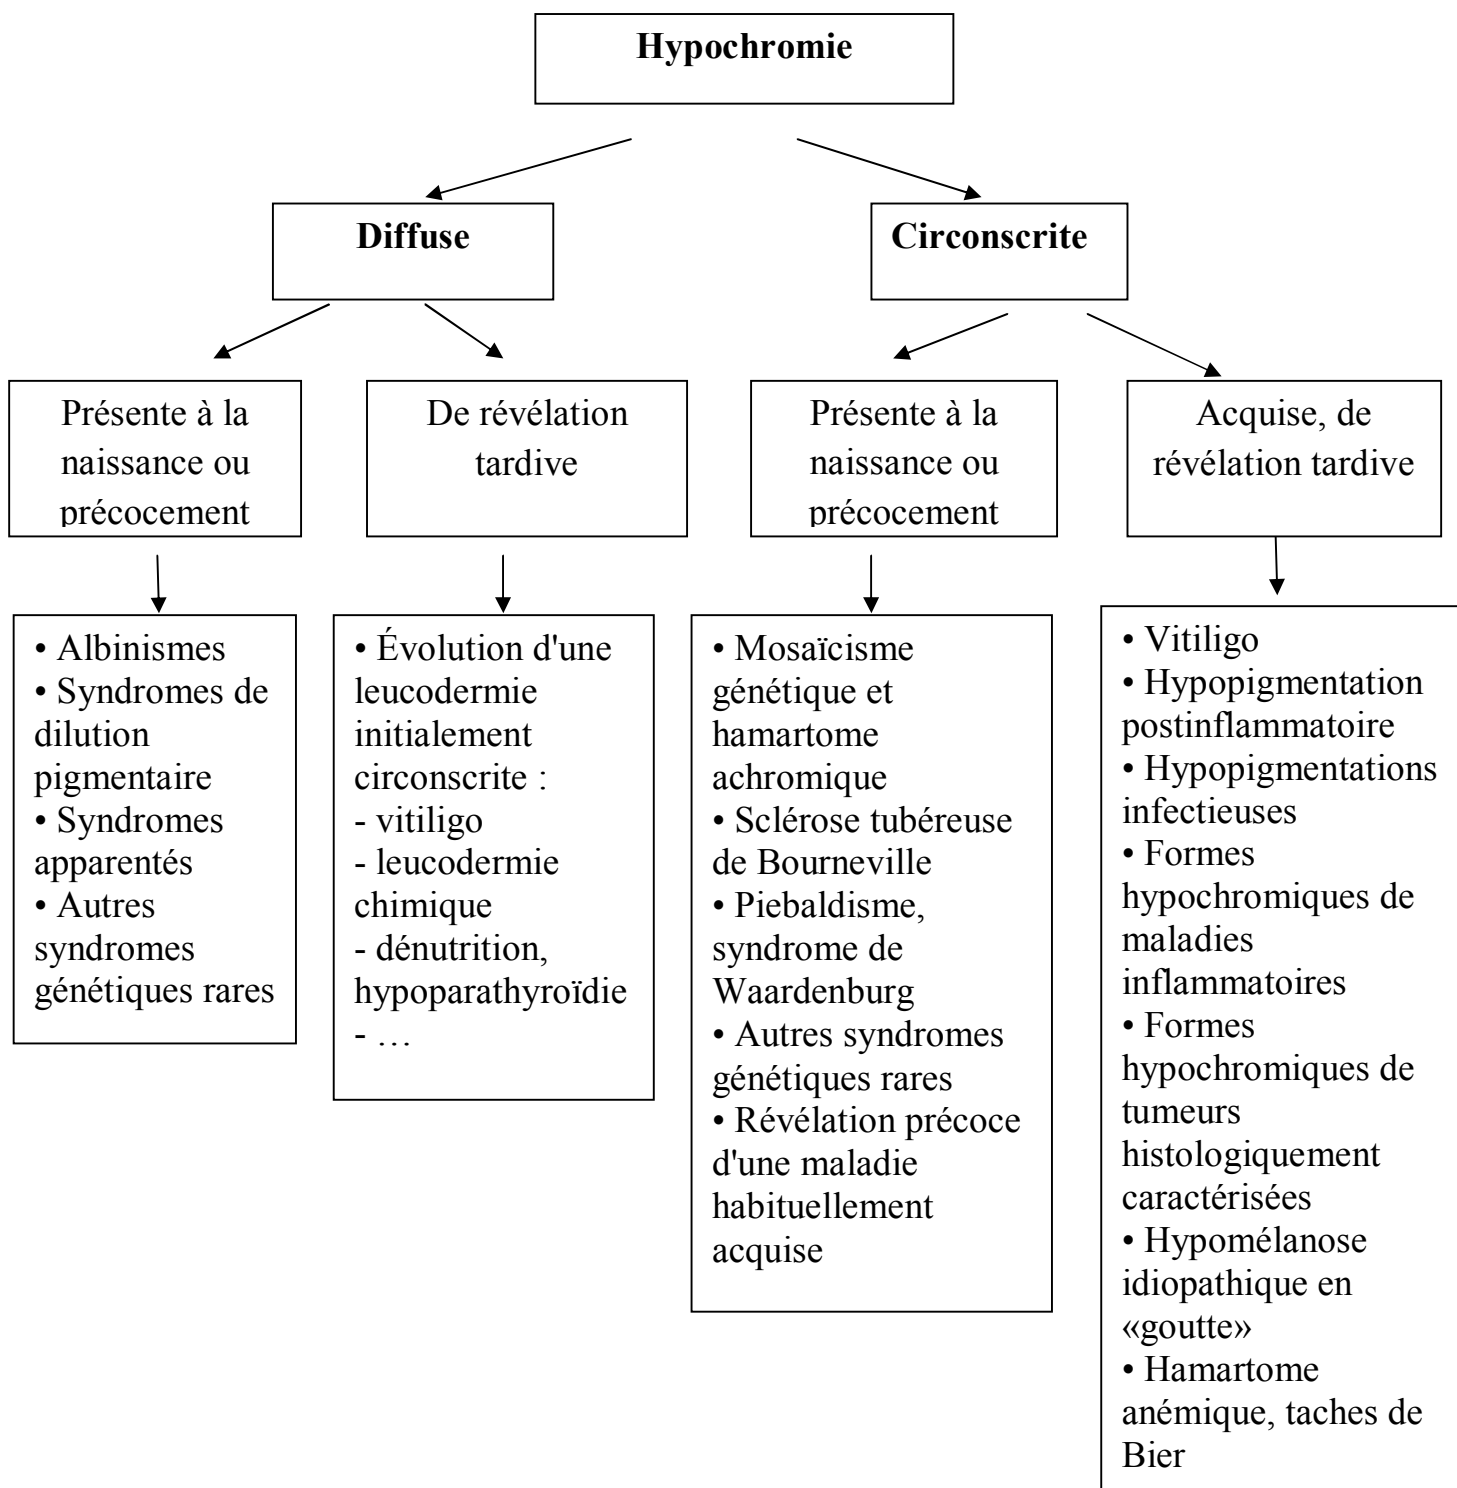 Hypochromie
Diffuse
Circonscrite
Présente à la
naissance ou
précocement
De révélation
tardive
Présente à la
naissance ou
précocement
Acquise, de
révélation tardive
• Albinismes
• Syndromes de
dilution
pigmentaire
• Syndromes
apparentés
• Autres
syndromes
génétiques rares
• Évolution d'une
leucodermie
initialement
circonscrite :
- vitiligo
- leucodermie
chimique
- dénutrition,
hypoparathyroïdie
- …
• Mosaïcisme
génétique et
hamartome
achromique
• Sclérose tubéreuse
de Bourneville
• Piebaldisme,
syndrome de
Waardenburg
• Autres syndromes
génétiques rares
• Révélation précoce
d'une maladie
habituellement
acquise
• Vitiligo
• Hypopigmentation
postinflammatoire
• Hypopigmentations
infectieuses
• Formes
hypochromiques de
maladies
inflammatoires
• Formes
hypochromiques de
tumeurs
histologiquement
caractérisées
• Hypomélanose
idiopathique en
«goutte»
• Hamartome
anémique, taches de
Bier